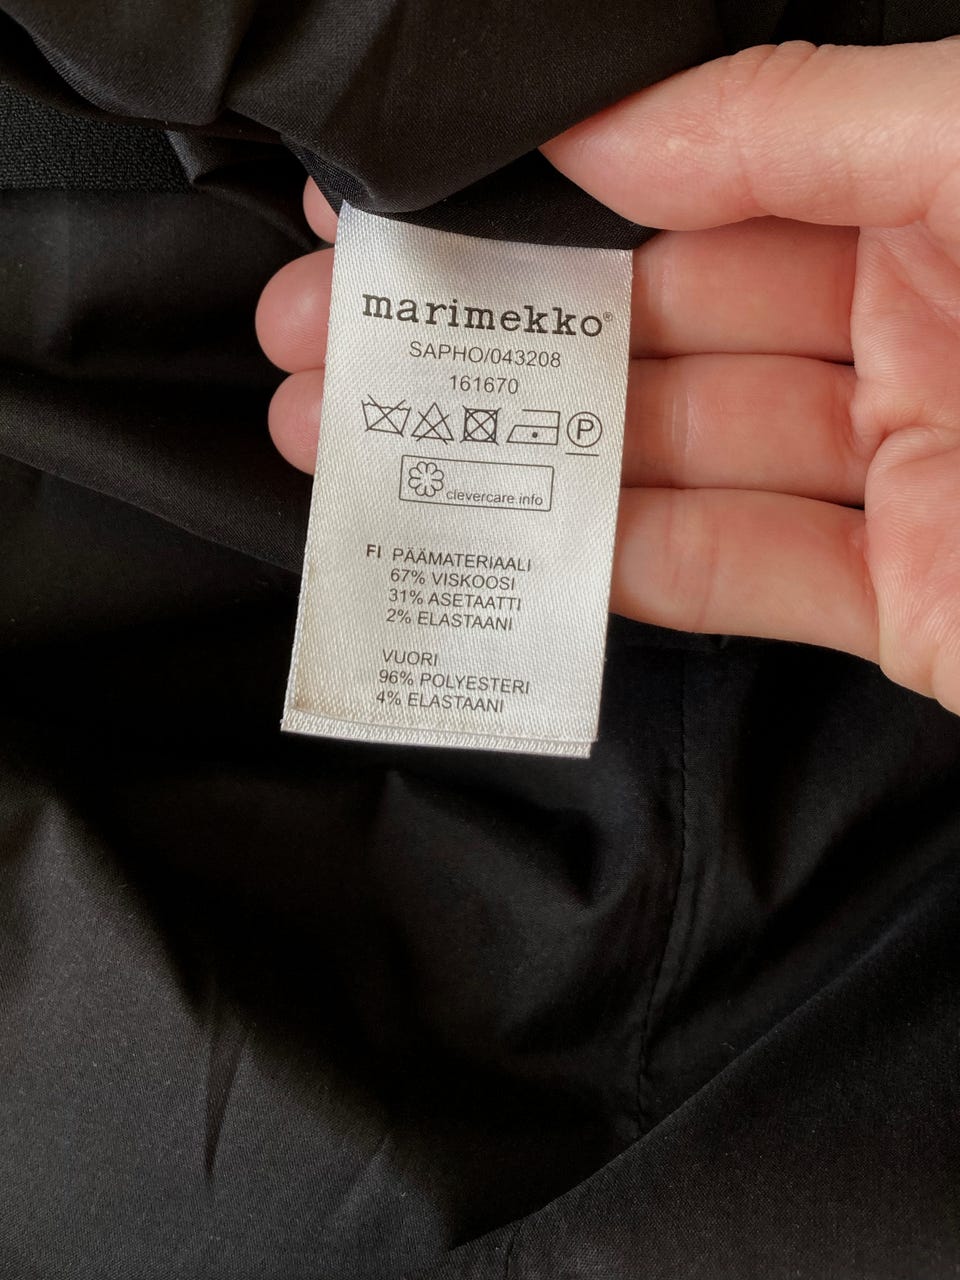 marimekko®
SAPHO/043208
161670
P
clevercare.info
FI PÄÄMATERIAALI
67% VISKOOSI
31% ASETAATTI
2% ELASTAANI
VUORI
96% POLYESTERI
4% ELASTAANI